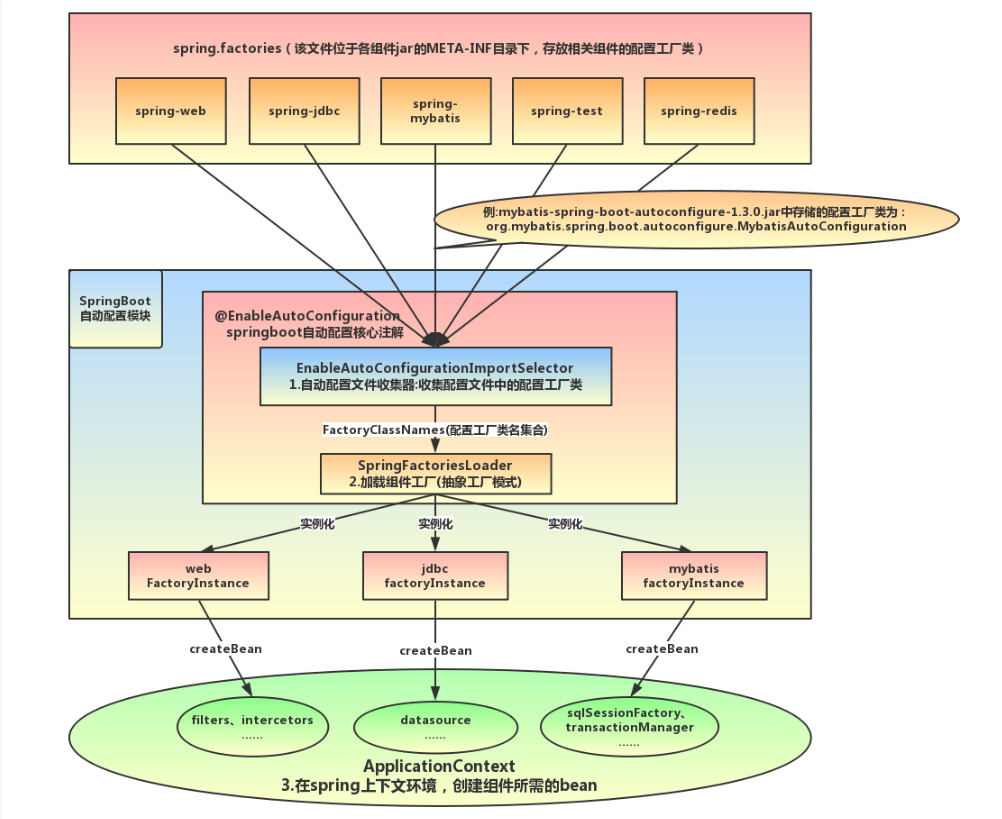 spring.factories（该文件位于各组件jar的META-INF目录下，存放相关组件的配置工厂类）
spring-web
spring-jdbc
spring-
mybatis
spring-test
spring-redis
例:mybatis-spring-boot-autoconfigure-1.3.0.jar中存储的配置工厂类为：
org.mybatis.spring.boot.autoconfigure.MybatisAutoConfiguration
SpringBoot
自动配置模块
@EnableAutoConfiguration
springboot自动配置核心注解
EnableAutoConfigurationImportSelector
1.自动配置文件收集器:收集配置文件中的配置工厂类
FactoryClassNames(配置工厂类名集合)
SpringFactoriesLoader
2.加载组件工厂(抽象工厂模式)
实例化
实例化
实例化
web
FactoryInstance
jdbc
factoryInstance
mybatis
factoryInstance
createBean
createBean
createBean
filters、intercetors
......
datasource
......
sqlSessionFactory、
transactionManager
......
ApplicationContext
3.在spring上下文环境，创建组件所需的bean